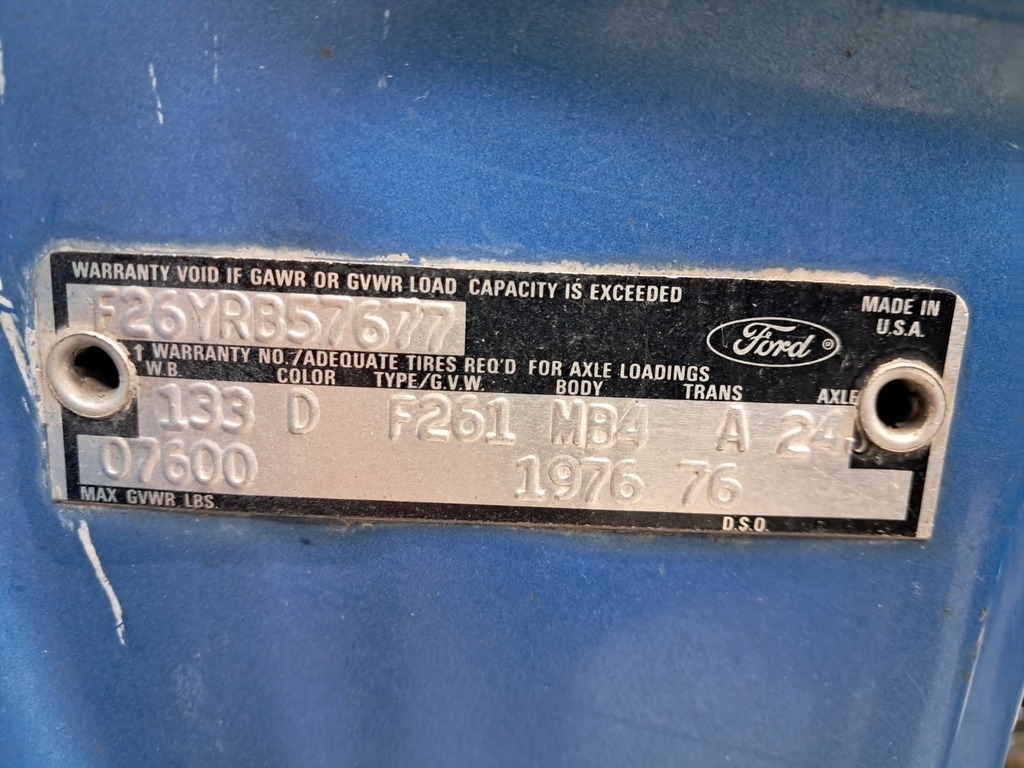 WARRANTY VOID IF GAWR OR GVWR LOAD CAPACITY IS EXCEEDED
MADE IN U.S.A.
F26YRB57677
Ford ®
↑ WARRANTY NO./ADEQUATE TIRES REQ'D FOR AXLE LOADINGS
W.B. COLOR TYPE/G.V.W. BODY TRANS AXLE
133 D F261 MB4 A 24
07600 1976 76
MAX GVWR LBS. D.S.O.